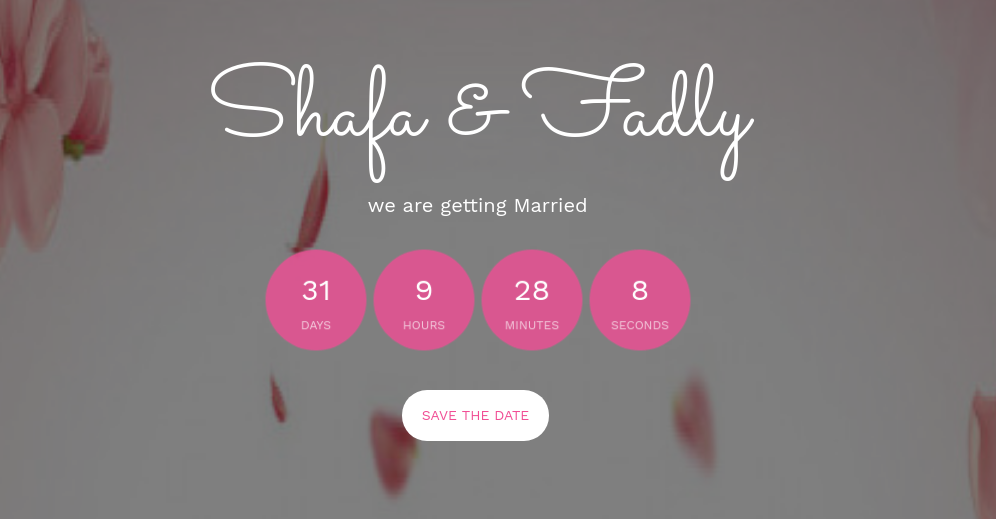 Shafa & Fadly
we are getting Married
31 9 28 8
DAYS HOURS MINUTES SECONDS
SAVE THE DATE